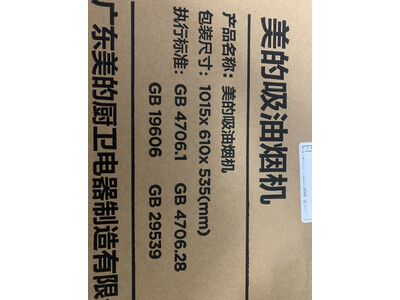 美的吸油烟机
产品名称：美的吸油烟机
包装尺寸：1015x 610x 535(mm)
执行标准：GB 4706.1 GB 4706.28
GB 19606 GB 29539
广东美的厨卫电器制造有限